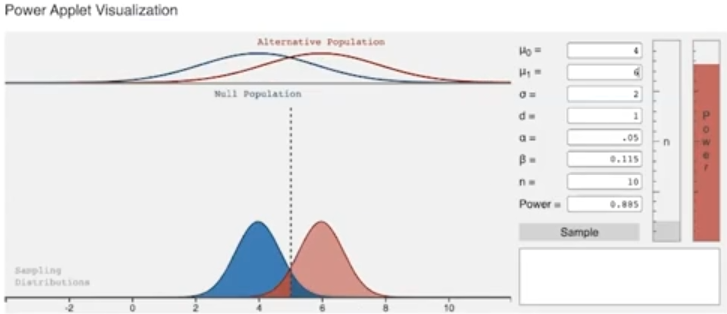 Power Applet Visualization
Alternative Population
Null Population
Sampling
Distributions
-2 0 2 4 6 8 10
μ₀ = 4
μ₁ = 6
σ = 2
d = 1
α = .05
β = 0.115
n = 10
Power = 0.885
Sample
n
Power